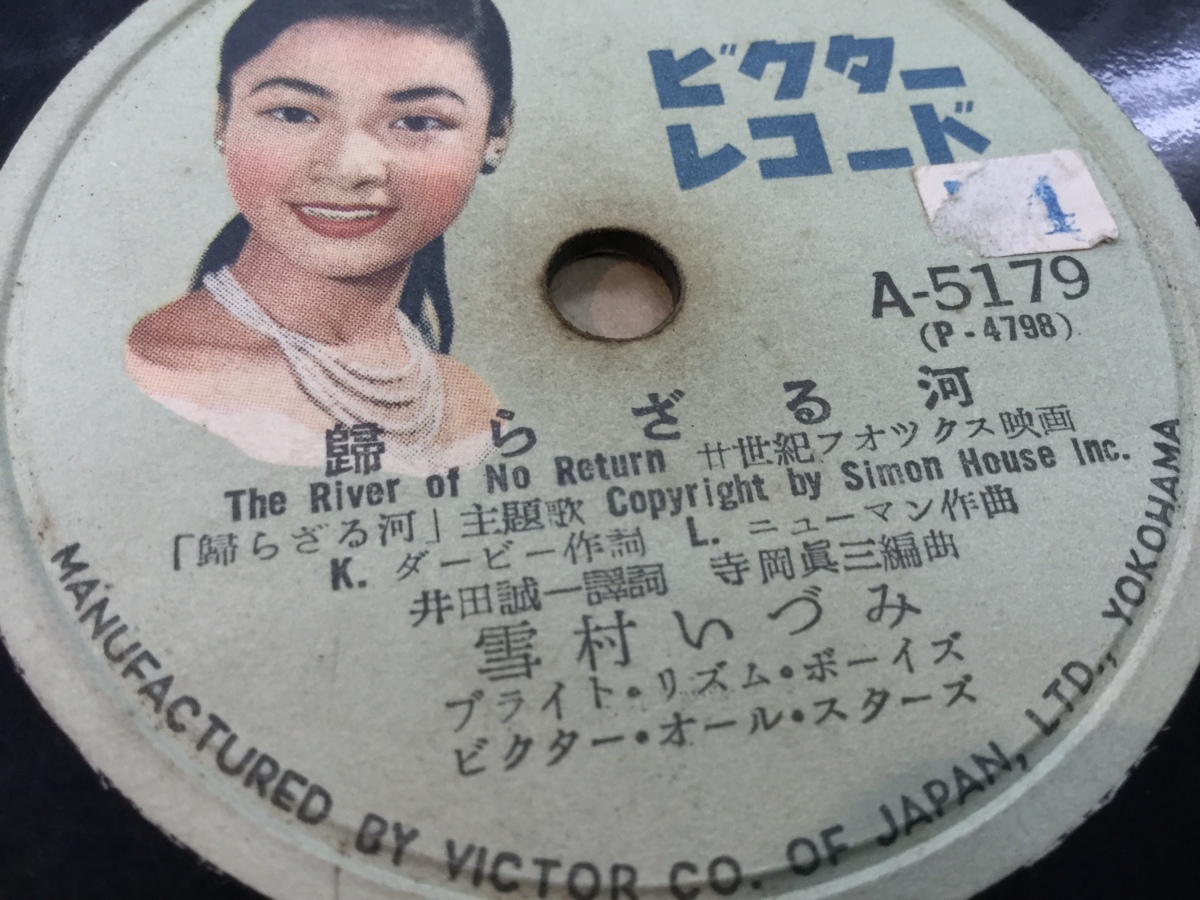 ビクター
レコード
1
A-5179
(P-4798)
歸らざる河
The River of No Return 廿世紀フオツクス映画
「歸らざる河」主題歌 Copyright by Simon House Inc.
K. ダービー作詞 L. ニューマン作曲
井田誠一譯詞 寺岡眞三編曲
雪村いづみ
ブライト・リズム・ボーイズ
ビクター・オール・スターズ
MANUFACTURED BY VICTOR CO. OF JAPAN, LTD., YOKOHAMA